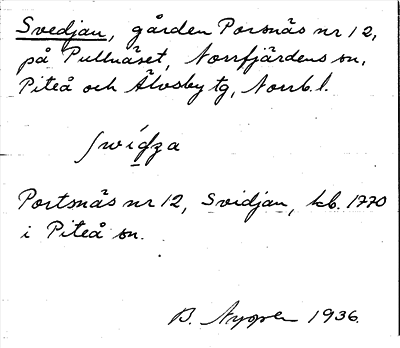 Svedjan, gården Porsnäs nr 12,
på Pullnäset, Norrfjärdens sn,
Piteå och Älvsby tg, Norrb. l.
Portsnäs nr 12, Svidjan, kb. 1770
i Piteå sn.
B. Nygren 1936.